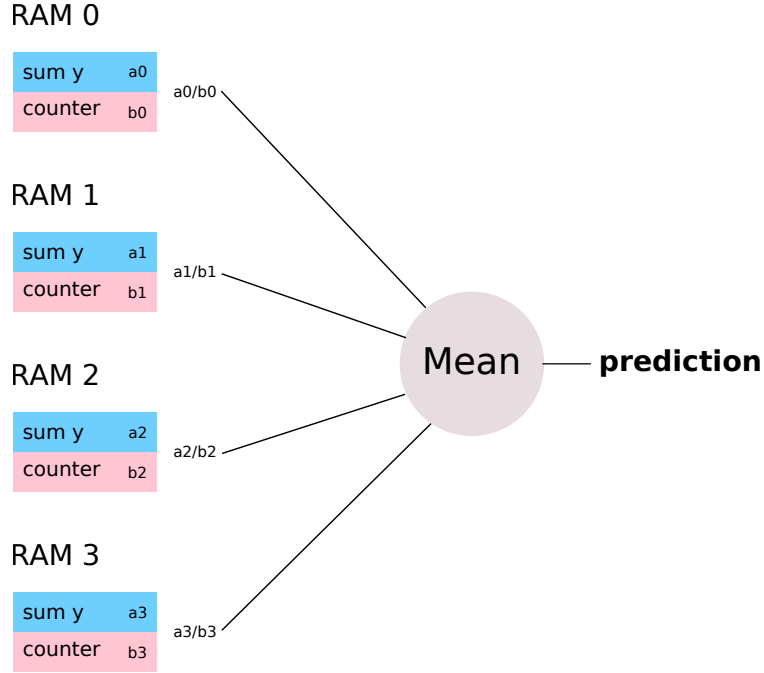 RAM 0
sum y a0
counter b0
a0/b0
RAM 1
sum y a1
counter b1
a1/b1
Mean
prediction
RAM 2
sum y a2
counter b2
a2/b2
RAM 3
sum y a3
counter b3
a3/b3